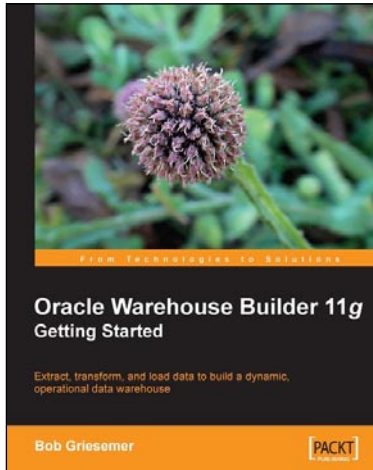 From Technologies to Solutions
Oracle Warehouse Builder 11g
Getting Started
Extract, transform, and load data to build a dynamic,
operational data warehouse
Bob Griesemer
PACKT
PUBLISHING